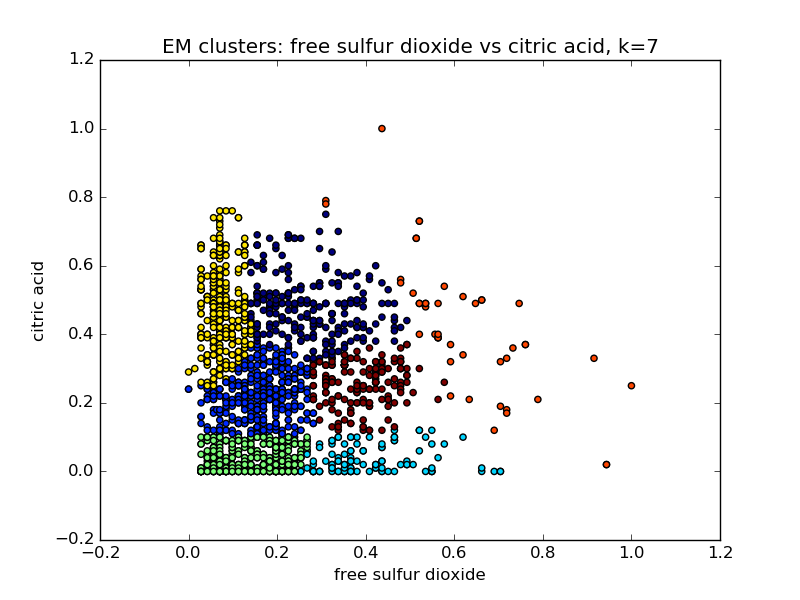 EM clusters: free sulfur dioxide vs citric acid, k=7
1.2
1.0
0.8
0.6
0.4
0.2
0.0
−0.2
citric acid
−0.2 0.0 0.2 0.4 0.6 0.8 1.0 1.2
free sulfur dioxide